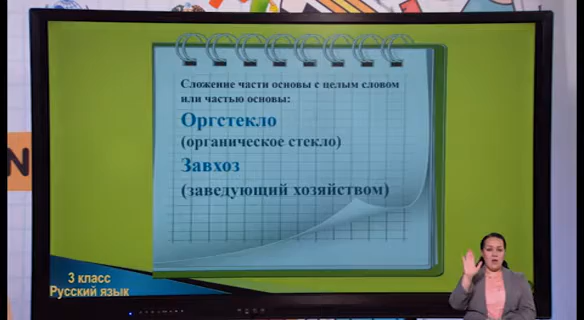 Сложение части основы с целым словом
или частью основы:
Оргстекло
(органическое стекло)
Завхоз
(заведующий хозяйством)
3 класс
Русский язык
N